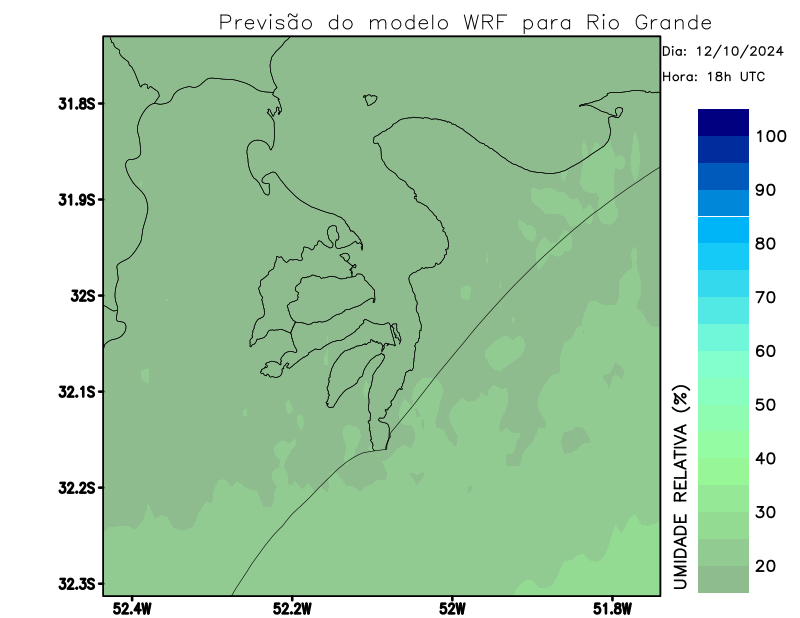 Previsão do modelo WRF para Rio Grande
Dia: 12/10/2024
Hora: 18h UTC
31.8S
31.9S
32S
32.1S
32.2S
32.3S
52.4W
52.2W
52W
51.8W
100
90
80
70
60
50
40
30
20
UMIDADE RELATIVA (%)